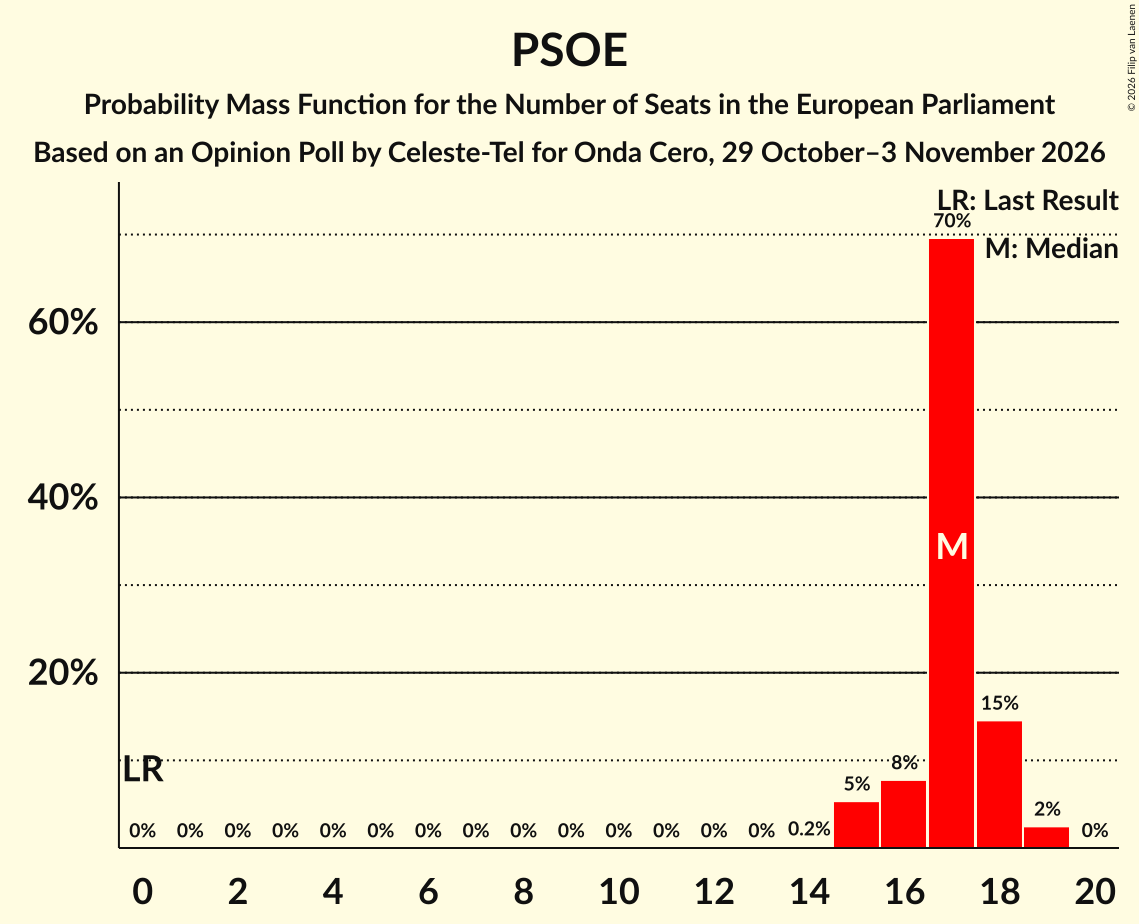 PSOE
Probability Mass Function for the Number of Seats in the European Parliament
Based on an Opinion Poll by Celeste-Tel for Onda Cero, 29 October–3 November 2026
© 2026 Filip van Laenen
LR: Last Result
M: Median
70%
60%
40%
20%
M
LR
0% 0% 0% 0% 0% 0% 0% 0% 0% 0% 0% 0% 0% 0% 0.2% 5% 8% 15% 2% 0%
0 2 4 6 8 10 12 14 16 18 20